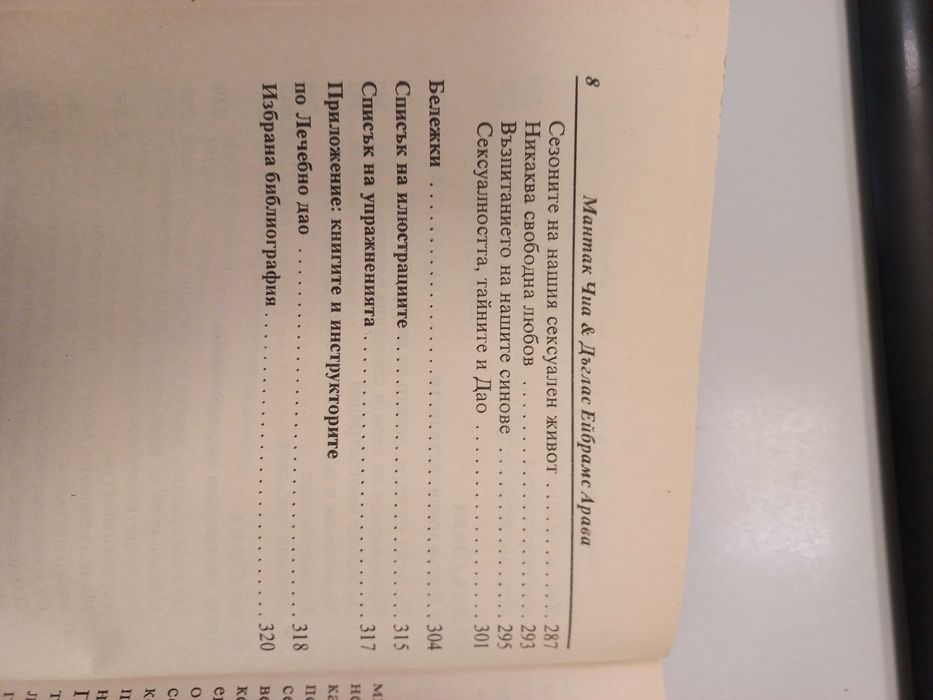 8 Мантак Чиа & Дъглас Ейбрамс Арава
Сезоните на нашия сексуален живот . . . . . . . . . . . 287
Никаква свободна любов . . . . . . . . . . . . . . . . . . . 293
Възпитанието на нашите синове . . . . . . . . . . . . . . 295
Сексуалността, тайните и Дао . . . . . . . . . . . . . . . . 301
Бележки . . . . . . . . . . . . . . . . . . . . . . . . . . . . . . . . . . 304
Списък на илюстрациите . . . . . . . . . . . . . . . . . . . . . 315
Списък на упражненията . . . . . . . . . . . . . . . . . . . . . 317
Приложение: книгите и инструкторите
по Лечебно дао . . . . . . . . . . . . . . . . . . . . . . . . . . . . 318
Избрана библиография . . . . . . . . . . . . . . . . . . . . . . . 320